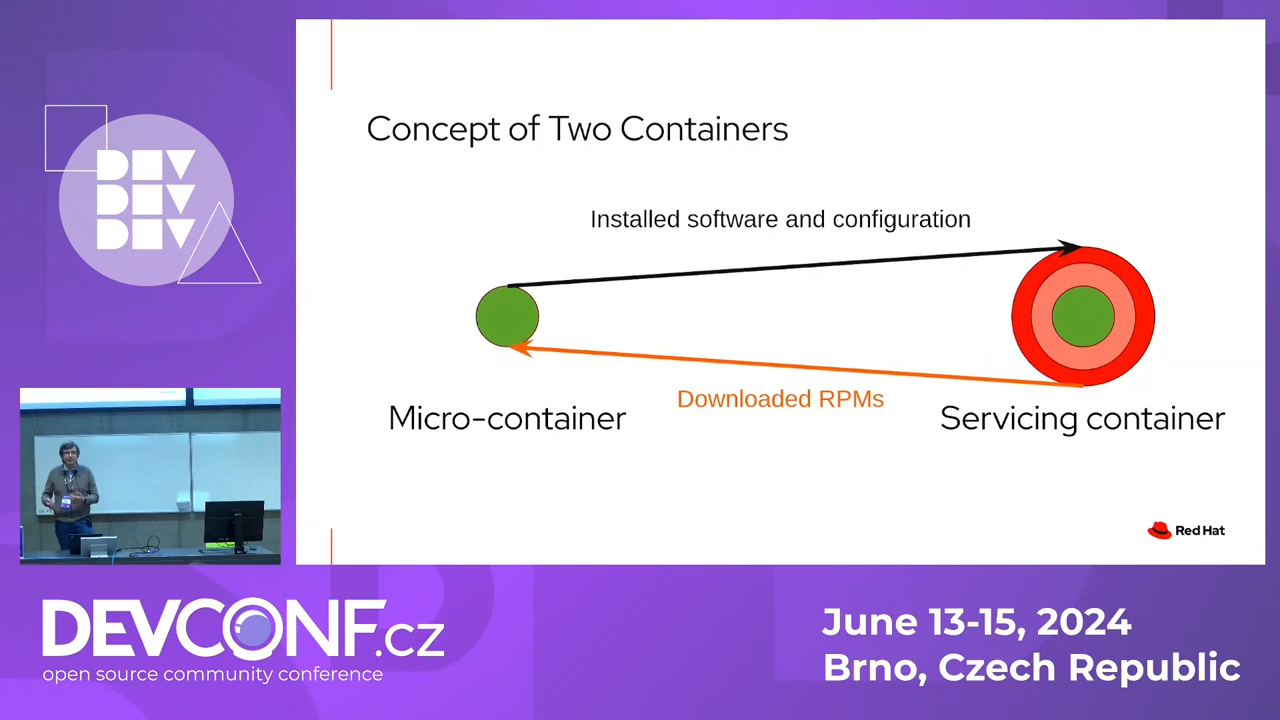 DEV
DEV
DEV
Concept of Two Containers
Installed software and configuration
Downloaded RPMs
Micro-container
Servicing container
Red Hat
DEVCONF.cz
open source community conference
June 13-15, 2024
Brno, Czech Republic